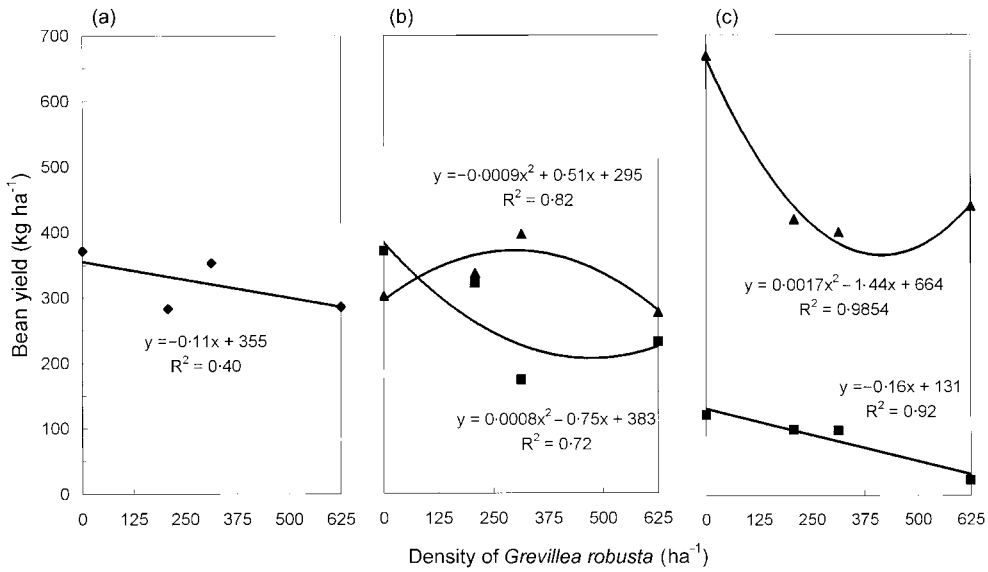 (a)
(b)
(c)
Bean yield (kg ha⁻¹)
700
600
500
400
300
200
100
0
y =−0·11x + 355
R² = 0·40
0 125 250 375 500 625
y =−0·0009x² + 0·51x + 295
R² = 0·82
y = 0·0008x² − 0·75x + 383
R² = 0·72
0 125 250 375 500 625
y = 0·0017x² − 1·44x + 664
R² = 0·9854
y =−0·16x + 131
R² = 0·92
0 125 250 375 500 625
Density of Grevillea robusta (ha⁻¹)